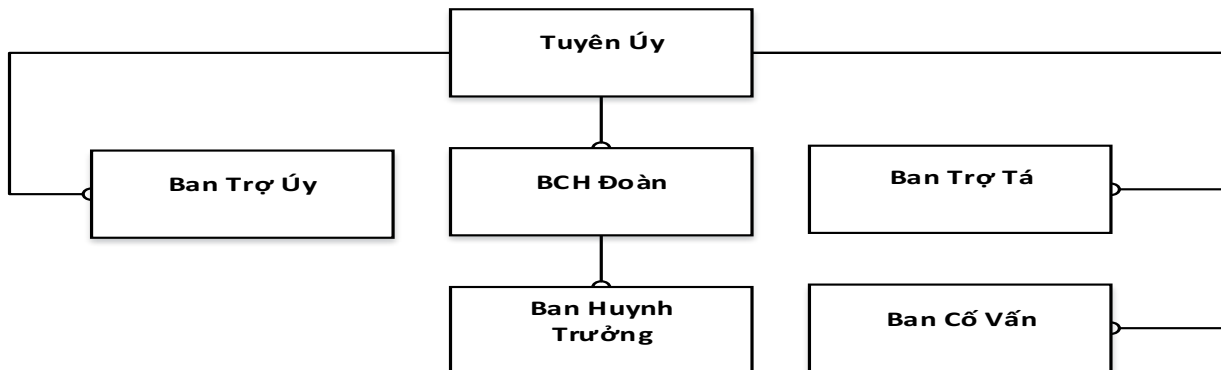 Tuyên Úy
Ban Trợ Úy
BCH Đoàn
Ban Trợ Tá
Ban Huynh
Trưởng
Ban Cố Vấn